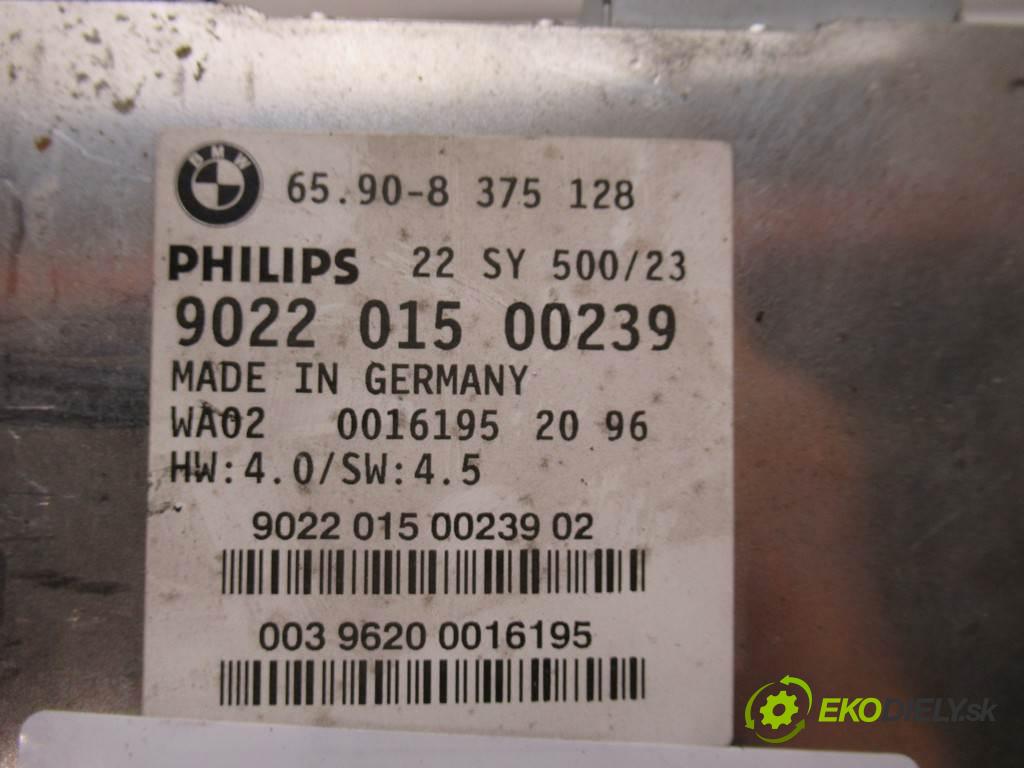 BMW
65.90-8 375 128
PHILIPS 22 SY 500/23
9022 015 00239
MADE IN GERMANY
WA02 0016195 20 96
HW:4.0/SW:4.5
9022 015 00239 02
003 9620 0016195
EKODIELY.sk